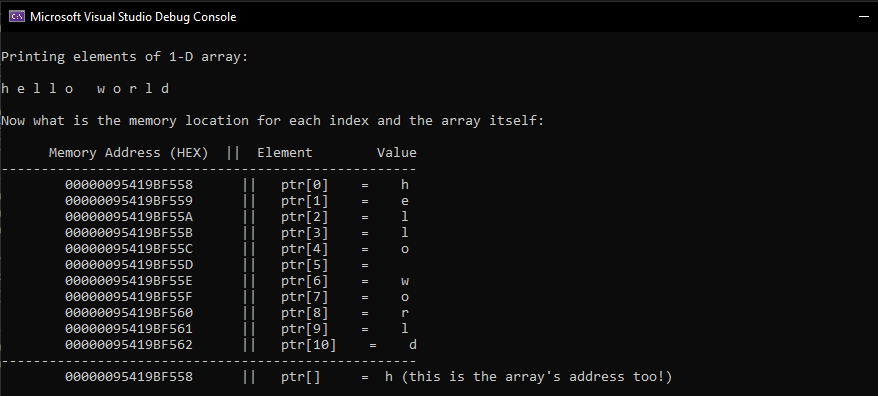 Microsoft Visual Studio Debug Console
Printing elements of 1-D array:
h e l l o   w o r l d
Now what is the memory location for each index and the array itself:
      Memory Address (HEX)  ||  Element        Value
----------------------------------------------------
        00000095419BF558      ||   ptr[0]    =    h
        00000095419BF559      ||   ptr[1]    =    e
        00000095419BF55A      ||   ptr[2]    =    l
        00000095419BF55B      ||   ptr[3]    =    l
        00000095419BF55C      ||   ptr[4]    =    o
        00000095419BF55D      ||   ptr[5]    =
        00000095419BF55E      ||   ptr[6]    =    w
        00000095419BF55F      ||   ptr[7]    =    o
        00000095419BF560      ||   ptr[8]    =    r
        00000095419BF561      ||   ptr[9]    =    l
        00000095419BF562      ||   ptr[10]    =    d
----------------------------------------------------
        00000095419BF558      ||   ptr[]     =  h (this is the array's address too!)